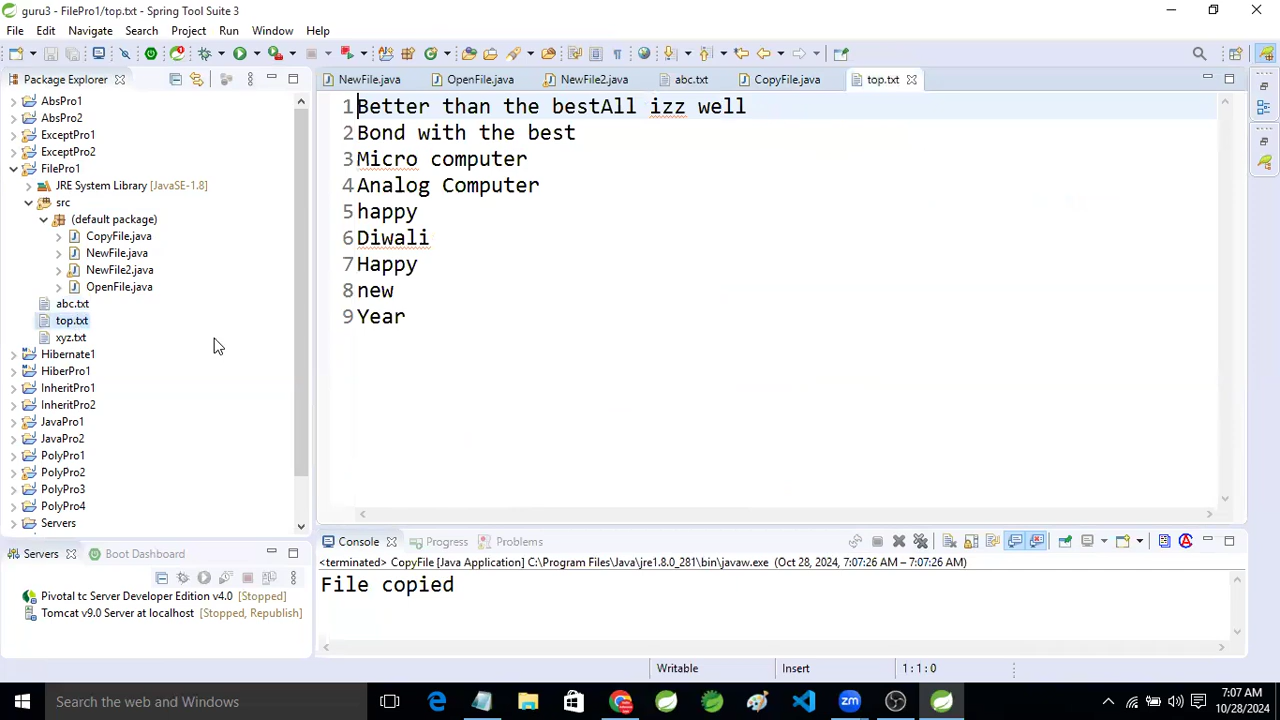 guru3 - FilePro1/top.txt - Spring Tool Suite 3
File Edit Navigate Search Project Run Window Help
Package Explorer
NewFile.java OpenFile.java NewFile2.java abc.txt CopyFile.java top.txt
AbsPro1
AbsPro2
ExceptPro1
ExceptPro2
FilePro1
JRE System Library [JavaSE-1.8]
src
(default package)
CopyFile.java
NewFile.java
NewFile2.java
OpenFile.java
abc.txt
top.txt
xyz.txt
Hibernate1
HiberPro1
InheritPro1
InheritPro2
JavaPro1
JavaPro2
PolyPro1
PolyPro2
PolyPro3
PolyPro4
Servers
1 Better than the bestAll izz well
2 Bond with the best
3 Micro computer
4 Analog Computer
5 happy
6 Diwali
7 Happy
8 new
9 Year
Servers Boot Dashboard
Pivotal tc Server Developer Edition v4.0 [Stopped]
Tomcat v9.0 Server at localhost [Stopped, Republish]
Console Progress Problems
<terminated> CopyFile [Java Application] C:\Program Files\Java\jre1.8.0_281\bin\javaw.exe (Oct 28, 2024, 7:07:26 AM – 7:07:26 AM)
File copied
Writable Insert 1 : 1 : 0
Search the web and Windows
7:07 AM
10/28/2024